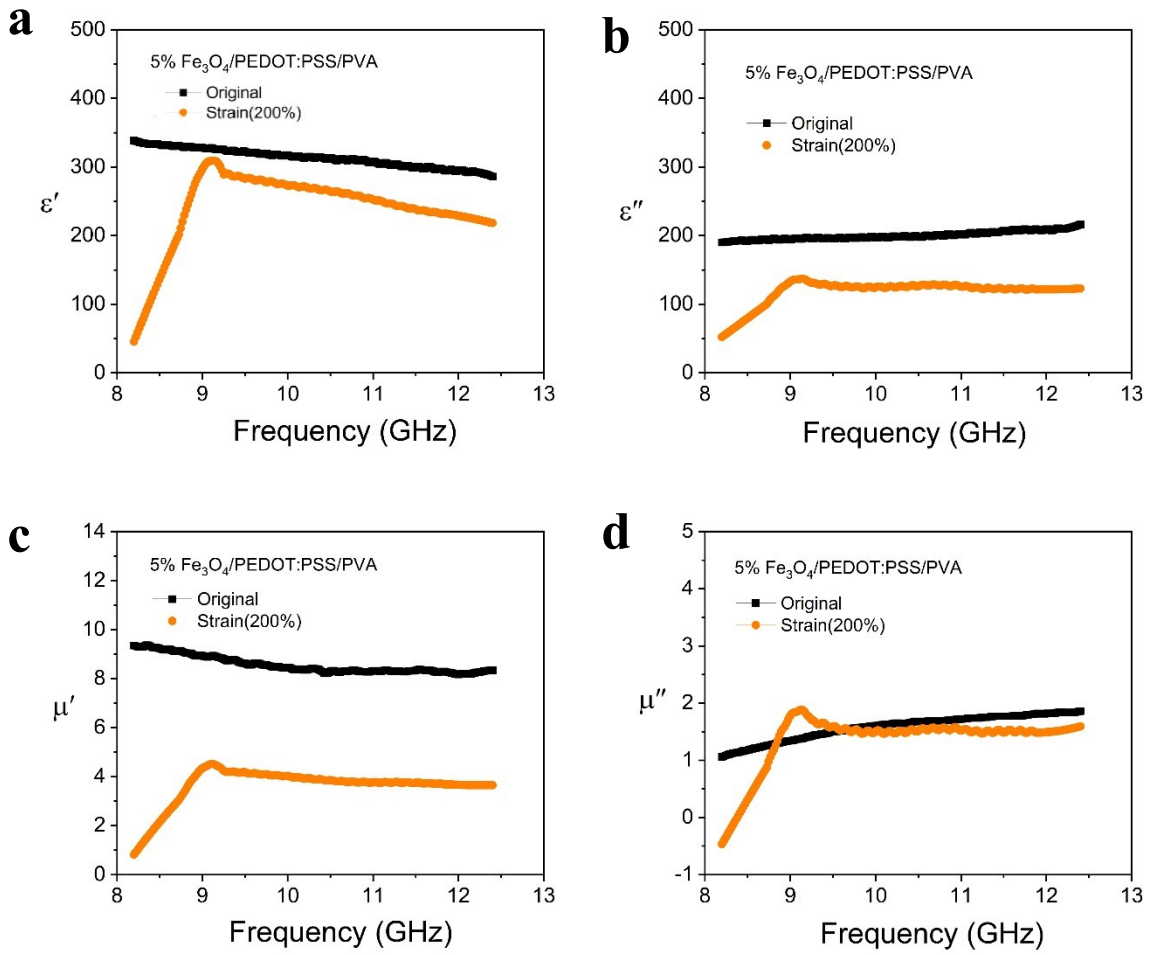 a
500
400
300
200
100
0
ε′
5% Fe₃O₄/PEDOT:PSS/PVA
Original
Strain(200%)
8 9 10 11 12 13
Frequency (GHz)
b
500
400
300
200
100
0
ε″
5% Fe₃O₄/PEDOT:PSS/PVA
Original
Strain(200%)
8 9 10 11 12 13
Frequency (GHz)
c
14
12
10
8
6
4
2
0
μ′
5% Fe₃O₄/PEDOT:PSS/PVA
Original
Strain(200%)
8 9 10 11 12 13
Frequency (GHz)
d
5
4
3
2
1
0
-1
μ″
5% Fe₃O₄/PEDOT:PSS/PVA
Original
Strain(200%)
8 9 10 11 12 13
Frequency (GHz)